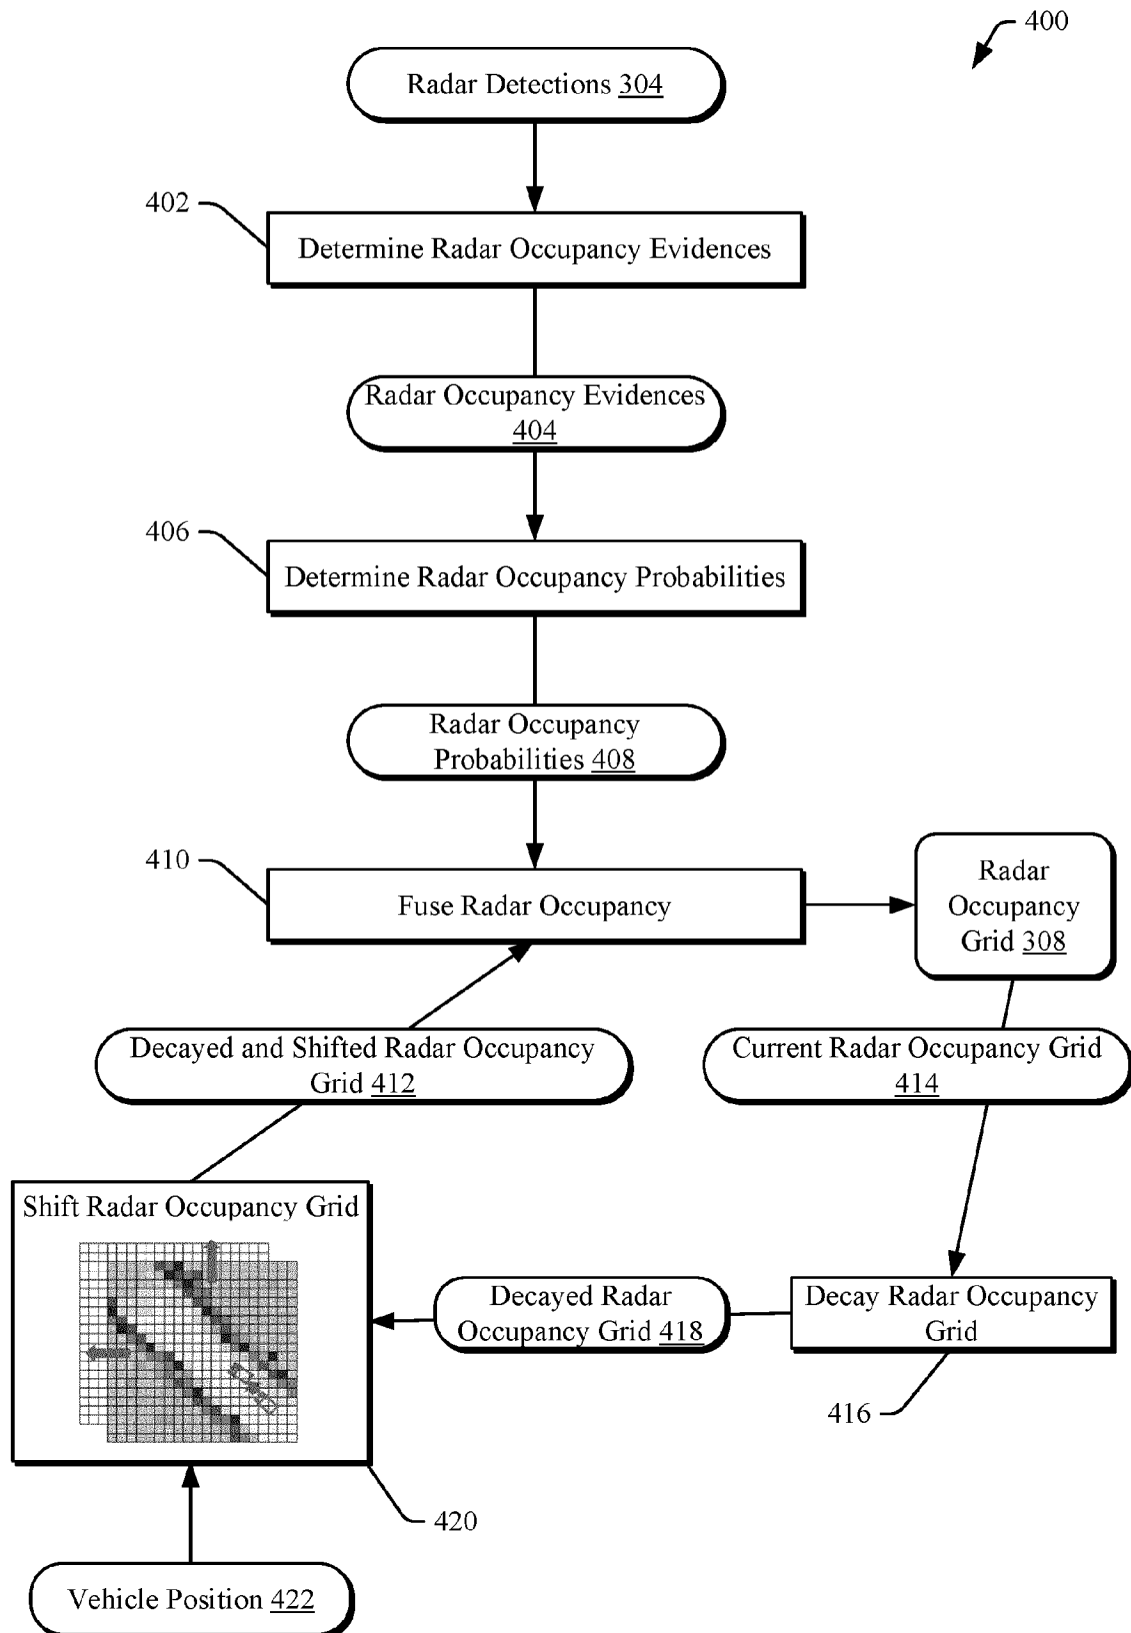 400
Radar Detections 304
402
Determine Radar Occupancy Evidences
Radar Occupancy Evidences
404
406
Determine Radar Occupancy Probabilities
Radar Occupancy
Probabilities 408
410
Fuse Radar Occupancy
Radar
Occupancy
Grid 308
Decayed and Shifted Radar Occupancy
Grid 412
Current Radar Occupancy Grid
414
Shift Radar Occupancy Grid
Decayed Radar
Occupancy Grid 418
Decay Radar Occupancy
Grid
416
420
Vehicle Position 422